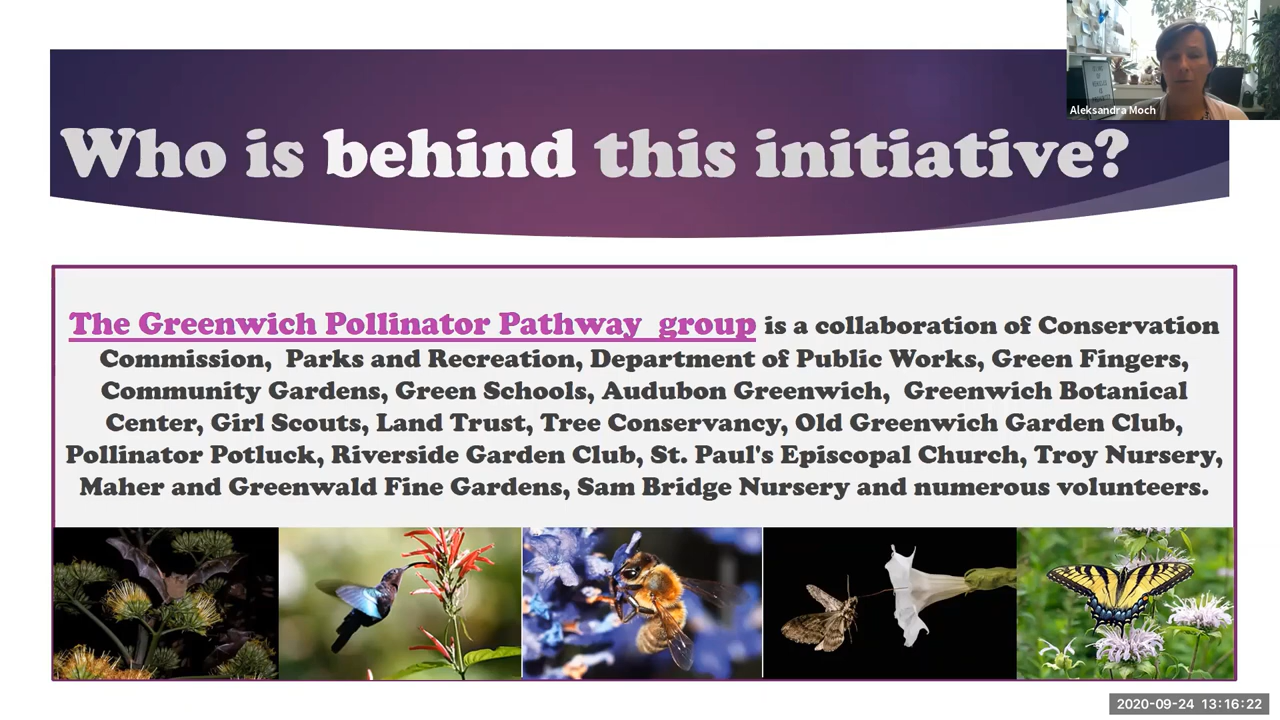 Aleksandra Moch
Who is behind this initiative?
The Greenwich Pollinator Pathway  group is a collaboration of Conservation
Commission,  Parks and Recreation, Department of Public Works, Green Fingers,
Community Gardens, Green Schools, Audubon Greenwich,  Greenwich Botanical
Center, Girl Scouts, Land Trust, Tree Conservancy, Old Greenwich Garden Club,
Pollinator Potluck, Riverside Garden Club, St. Paul's Episcopal Church, Troy Nursery,
Maher and Greenwald Fine Gardens, Sam Bridge Nursery and numerous volunteers.
2020-09-24 13:16:22